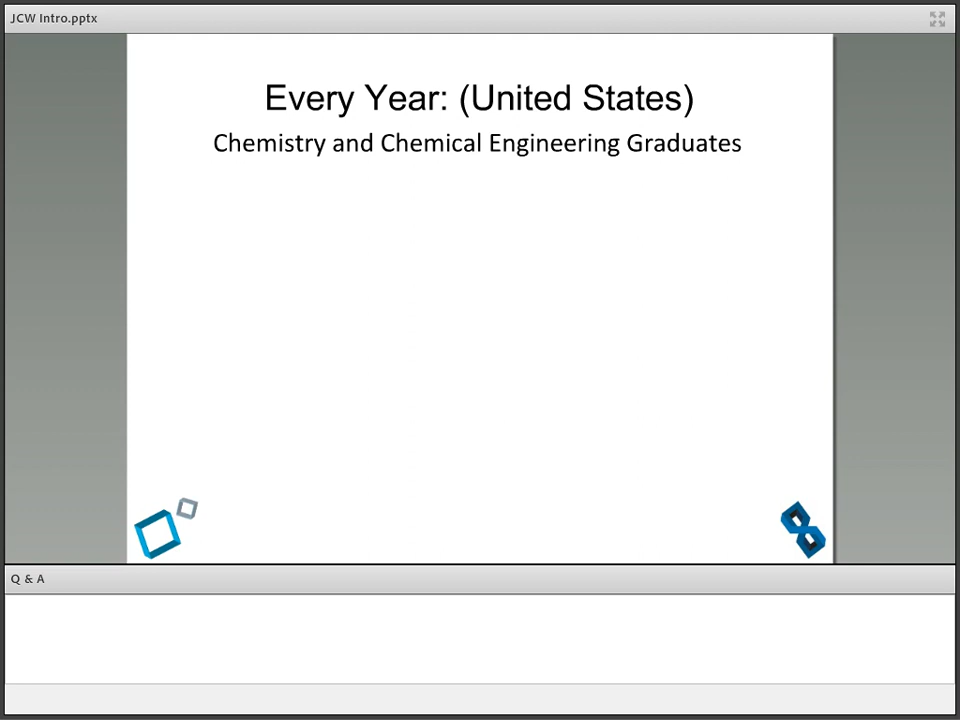 JCW Intro.pptx
Every Year: (United States)
Chemistry and Chemical Engineering Graduates
Q & A